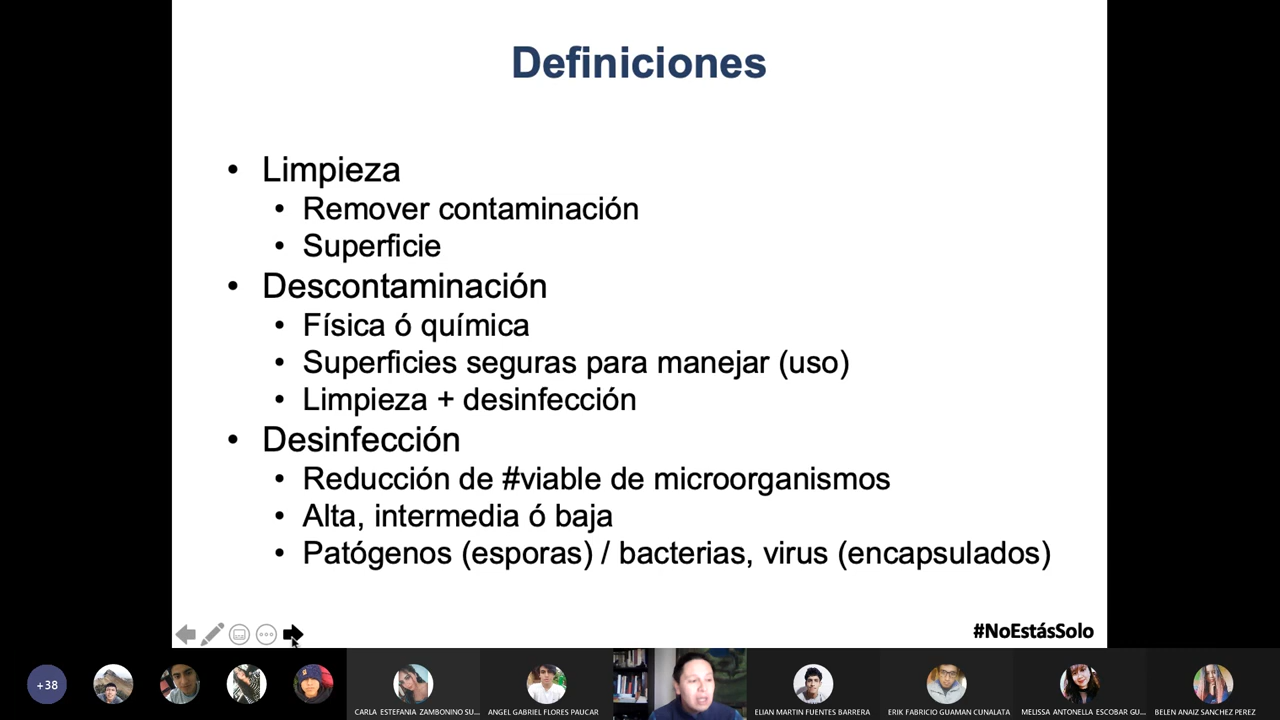 Definiciones
• Limpieza
• Remover contaminación
• Superficie
• Descontaminación
• Física ó química
• Superficies seguras para manejar (uso)
• Limpieza + desinfección
• Desinfección
• Reducción de #viable de microorganismos
• Alta, intermedia ó baja
• Patógenos (esporas) / bacterias, virus (encapsulados)
#NoEstásSolo
+38
CARLA ESTEFANIA ZAMBONINO SU...
ANGEL GABRIEL FLORES PAUCAR
ELIAN MARTIN FUENTES BARRERA
ERIK FABRICIO GUAMAN CUNALATA
MELISSA ANTONELLA ESCOBAR GU...
BELEN ANAIZ SANCHEZ PEREZ